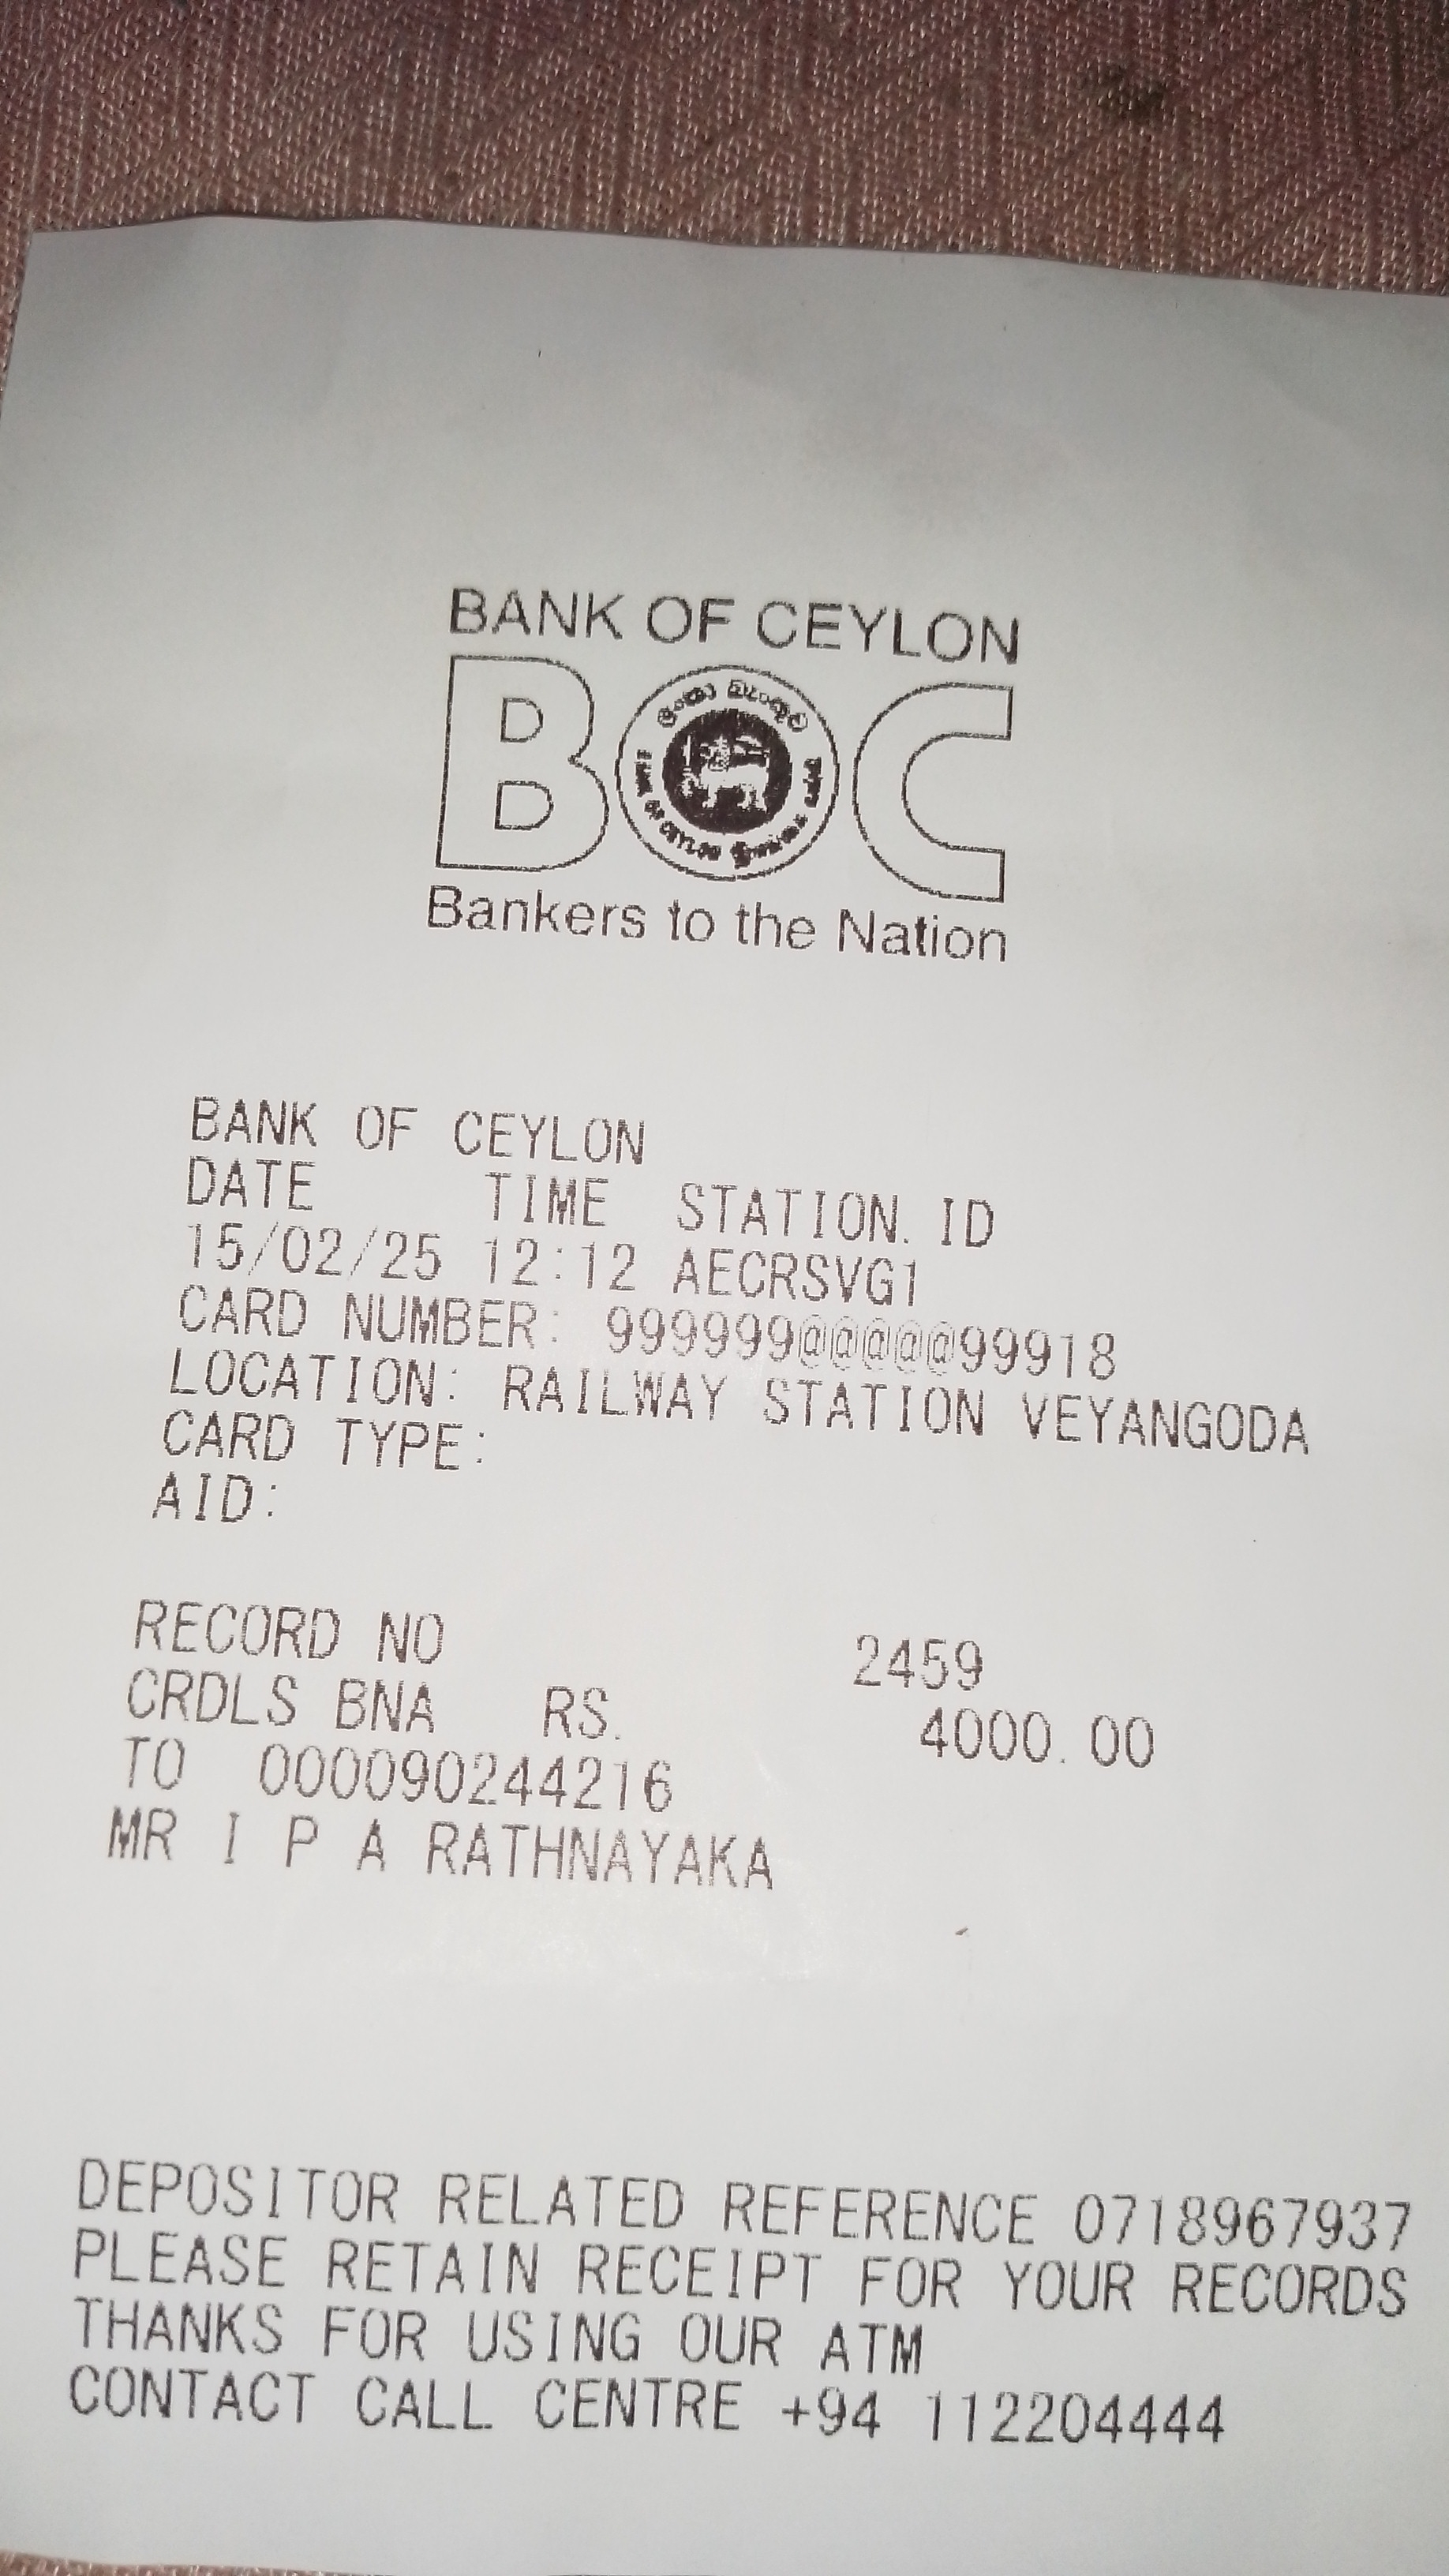 BANK OF CEYLON
BOC
BANK OF CEYLON
Bankers to the Nation
BANK OF CEYLON
DATE TIME STATION. ID
15/02/25 12:12 AECRSVG1
CARD NUMBER: 999999@@@@@99918
LOCATION: RAILWAY STATION VEYANGODA
CARD TYPE:
AID:
RECORD NO 2459
CRDLS BNA RS. 4000.00
TO 000090244216
MR I P A RATHNAYAKA
DEPOSITOR RELATED REFERENCE 0718967937
PLEASE RETAIN RECEIPT FOR YOUR RECORDS
THANKS FOR USING OUR ATM
CONTACT CALL CENTRE +94 112204444